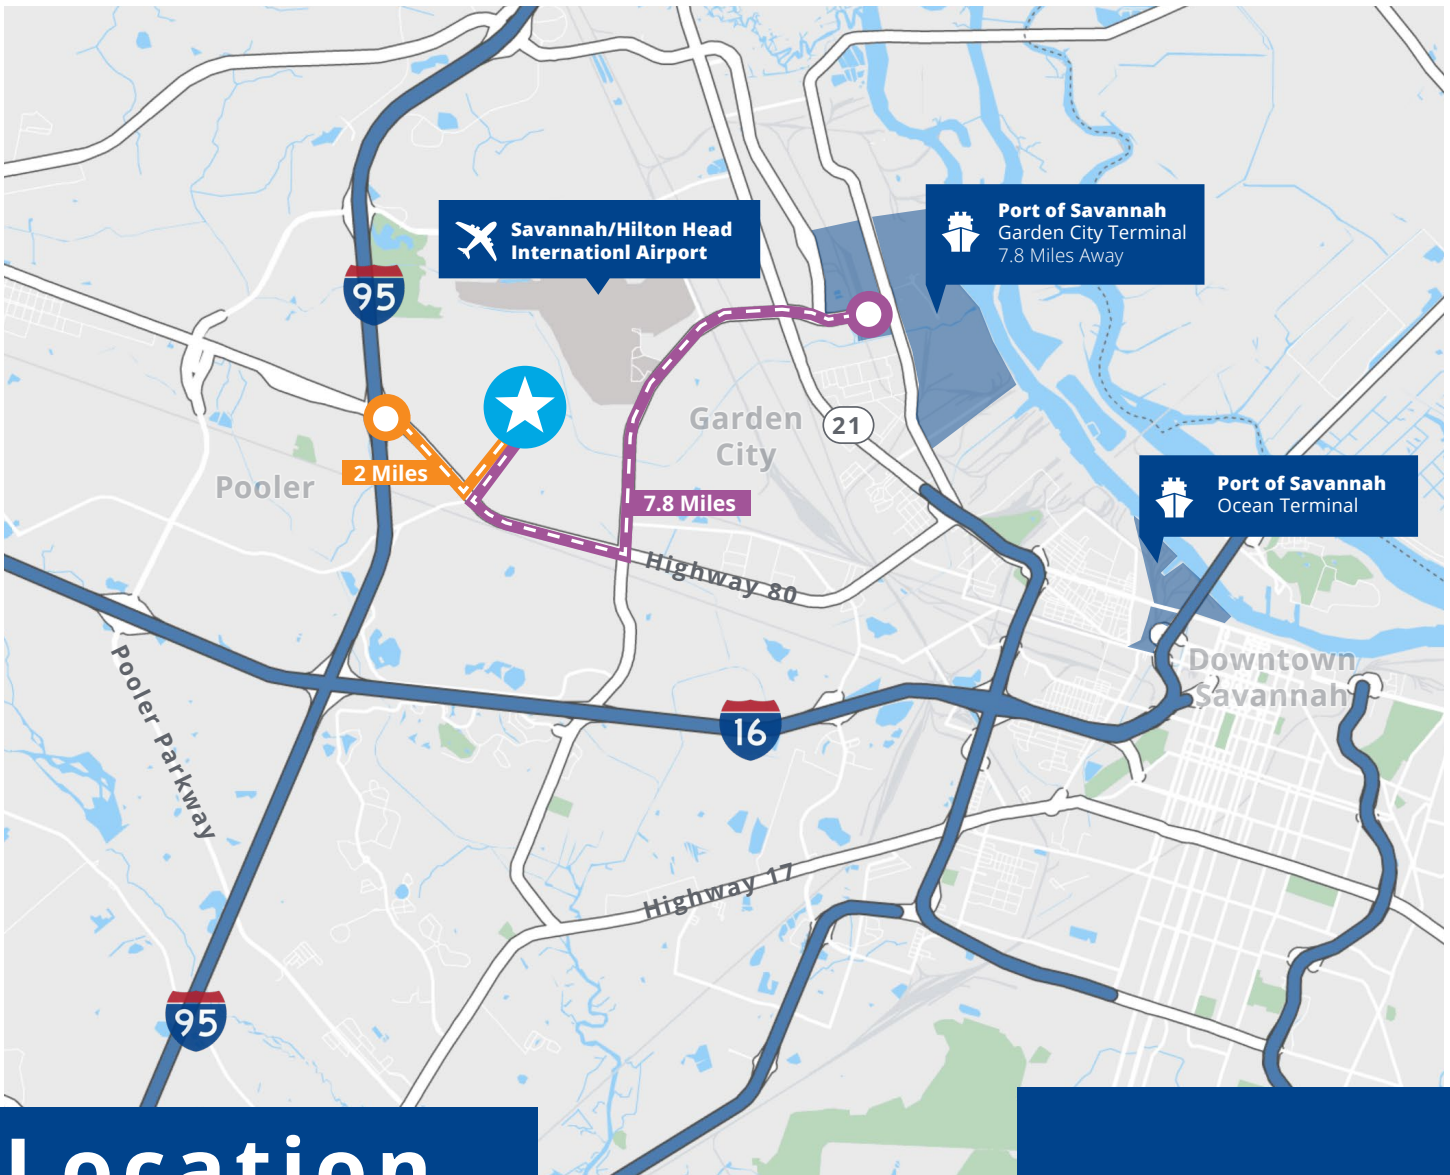 Savannah/Hilton Head
Internationl Airport
Port of Savannah
Garden City Terminal
7.8 Miles Away
95
Garden
City
21
2 Miles
Pooler
7.8 Miles
Port of Savannah
Ocean Terminal
Highway 80
Downtown
Savannah
Pooler Parkway
16
Highway 17
95
Location